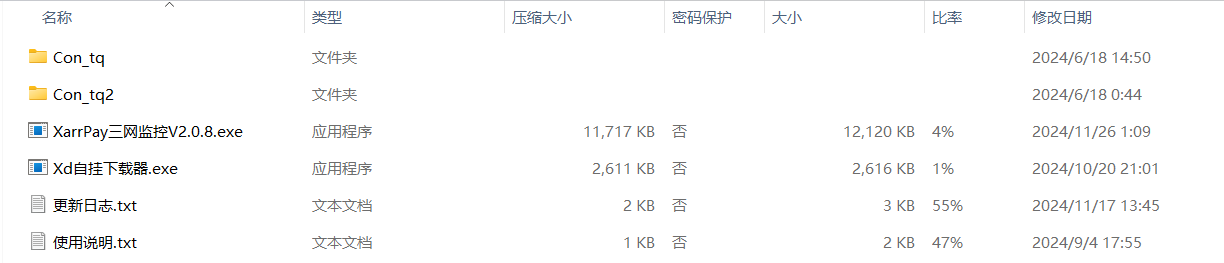 名称 类型 压缩大小 密码保护 大小 比率 修改日期
Con_tq 文件夹 2024/6/18 14:50
Con_tq2 文件夹 2024/6/18 0:44
XarrPay三网监控V2.0.8.exe 应用程序 11,717 KB 否 12,120 KB 4% 2024/11/26 1:09
Xd自挂下载器.exe 应用程序 2,611 KB 否 2,616 KB 1% 2024/10/20 21:01
更新日志.txt 文本文档 2 KB 否 3 KB 55% 2024/11/17 13:45
使用说明.txt 文本文档 1 KB 否 2 KB 47% 2024/9/4 17:55